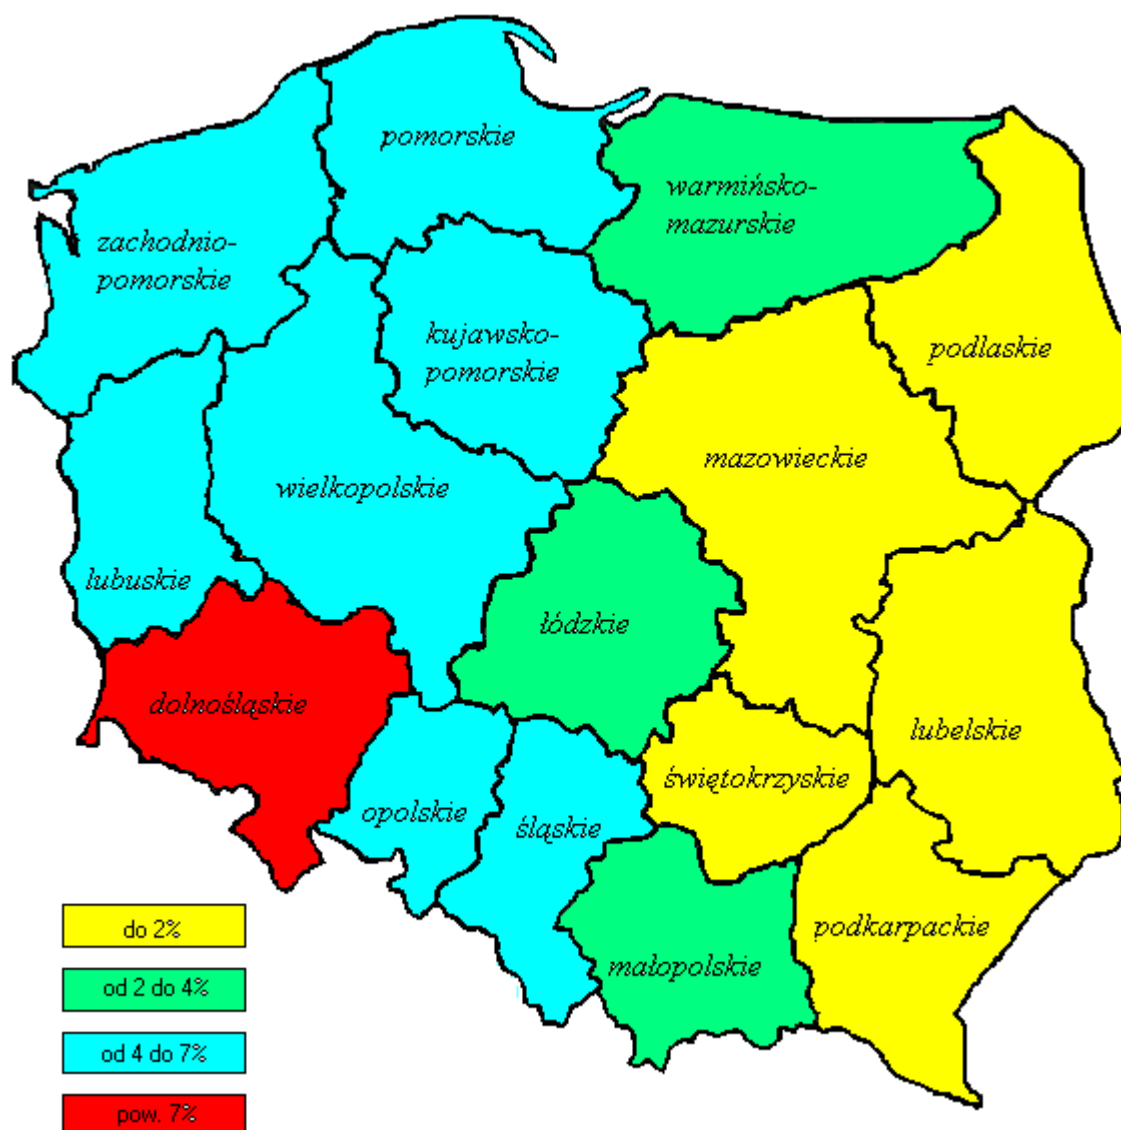 pomorskie
warmińsko-
mazurskie
zachodnio-
pomorskie
kujawsko-
pomorskie
podlaskie
mazowieckie
wielkopolskie
lubuskie
łódzkie
dolnośląskie
lubelskie
świętokrzyskie
opolskie
śląskie
podkarpackie
małopolskie
do 2%
od 2 do 4%
od 4 do 7%
pow. 7%